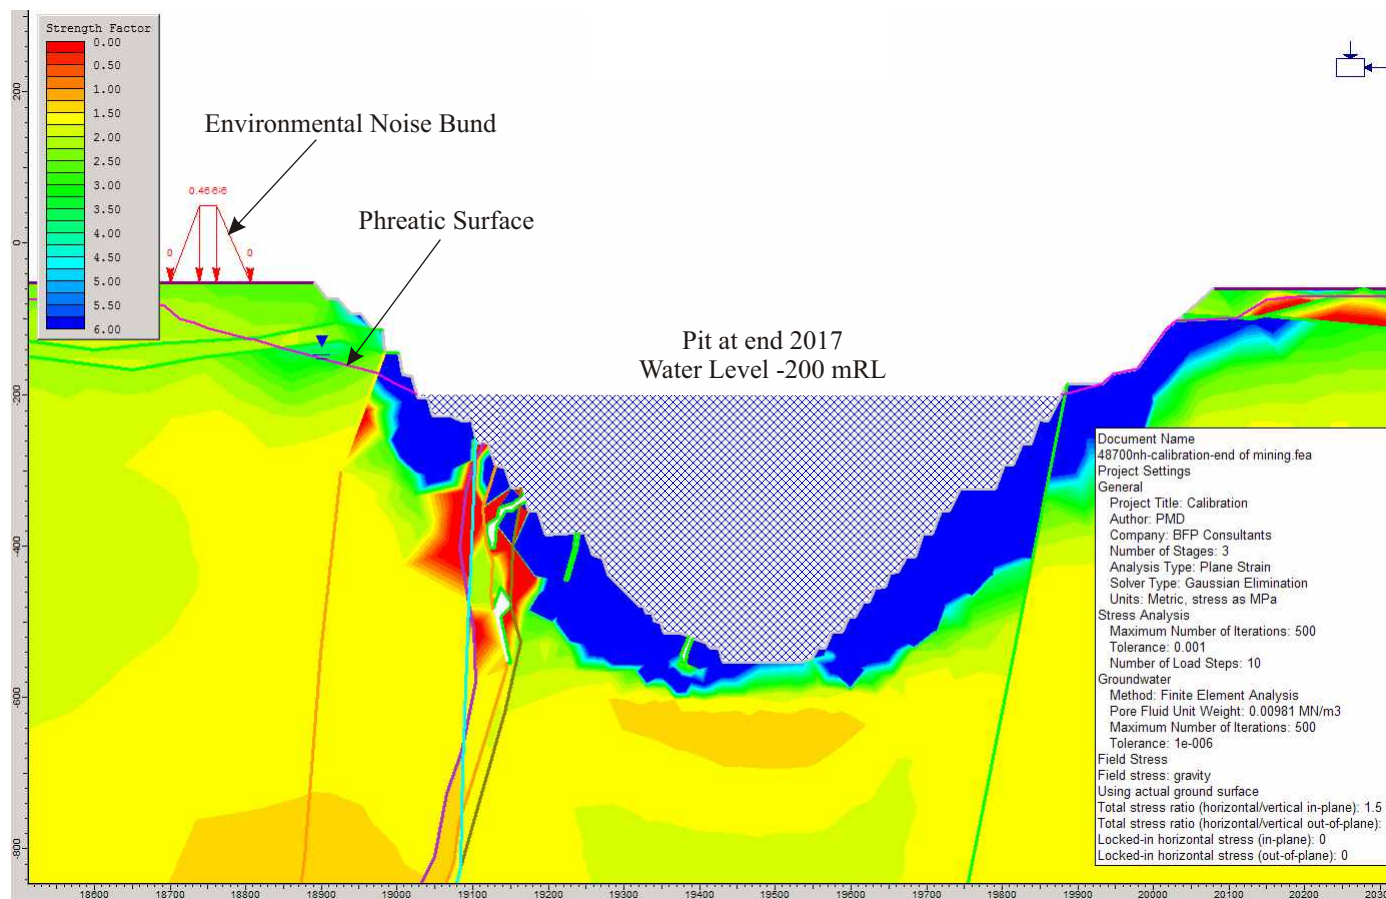 Strength Factor
0.00
0.50
1.00
1.50
2.00
2.50
3.00
3.50
4.00
4.50
5.00
5.50
6.00
Environmental Noise Bund
0
0
Phreatic Surface
Pit at end 2017
Water Level -200 mRL
Document Name
48700nh-calibration-end of mining.fea
Project Settings
General
Project Title: Calibration
Author: PMD
Company: BFP Consultants
Number of Stages: 3
Analysis Type: Plane Strain
Solver Type: Gaussian Elimination
Units: Metric, stress as MPa
Stress Analysis
Maximum Number of Iterations: 500
Tolerance: 0.001
Number of Load Steps: 10
Groundwater
Method: Finite Element Analysis
Pore Fluid Unit Weight: 0.00981 MN/m3
Maximum Number of Iterations: 500
Tolerance: 1e-006
Field Stress
Field stress: gravity
Using actual ground surface
Total stress ratio (horizontal/vertical in-plane): 1.5
Total stress ratio (horizontal/vertical out-of-plane):
Locked-in horizontal stress (in-plane): 0
Locked-in horizontal stress (out-of-plane): 0
200
0
-200
-400
-600
-800
18600
18700
18800
18900
19000
19100
19200
19300
19400
19500
19600
19700
19800
19900
20000
20100
20200